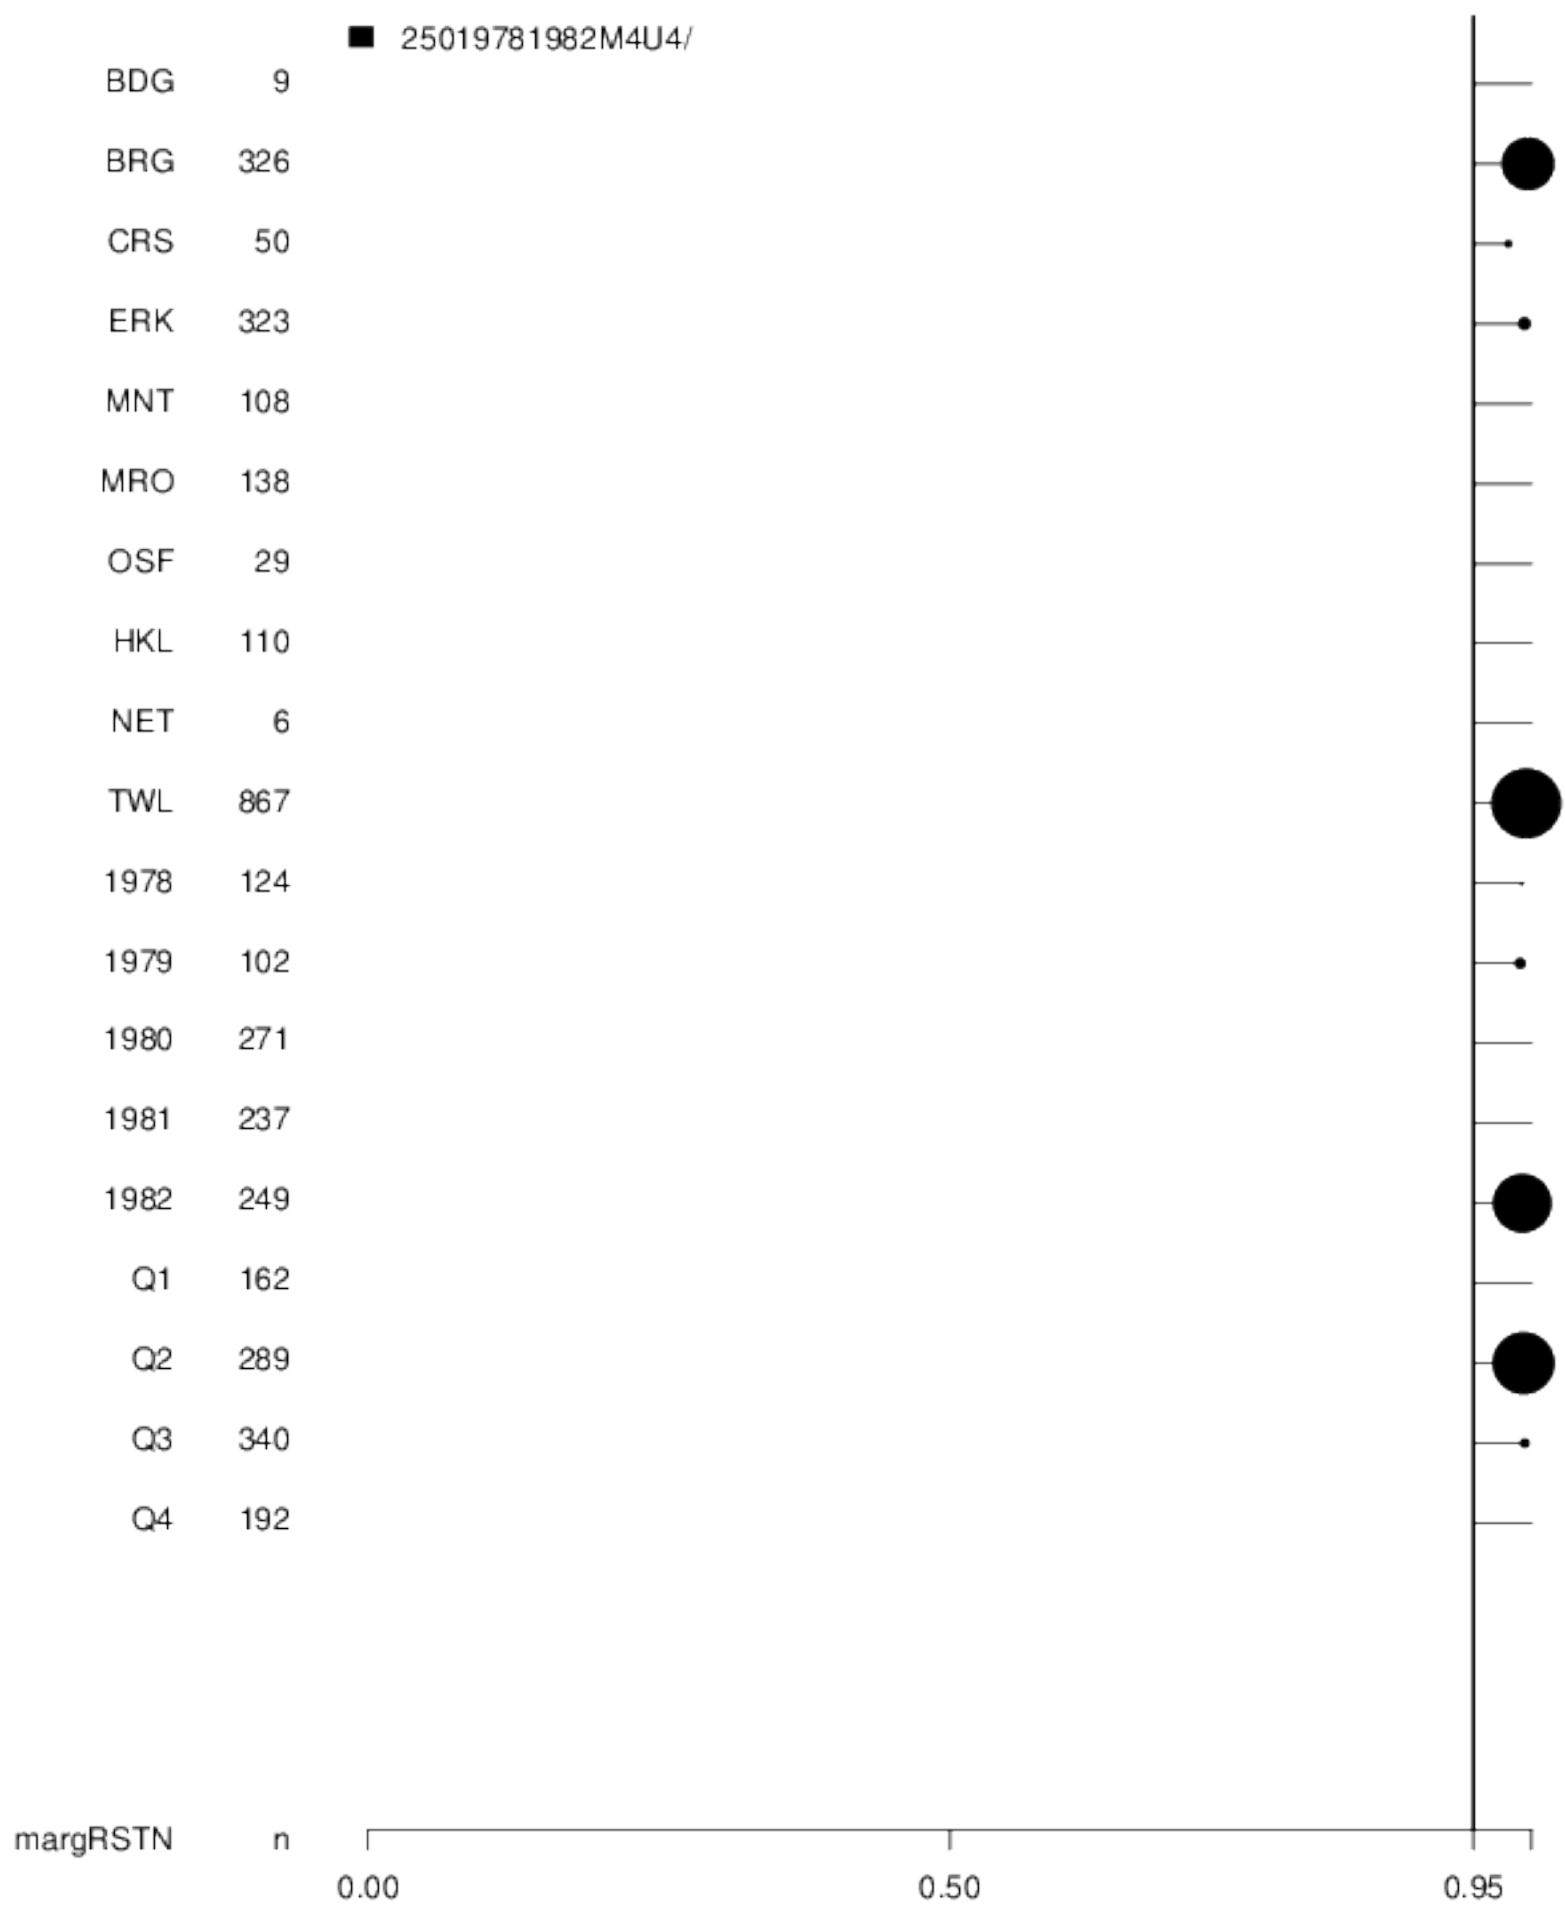 25019781982M4U4/
BDG 9
BRG 326
CRS 50
ERK 323
MNT 108
MRO 138
OSF 29
HKL 110
NET 6
TWL 867
1978 124
1979 102
1980 271
1981 237
1982 249
Q1 162
Q2 289
Q3 340
Q4 192
margRSTN n
0.00 0.50 0.95